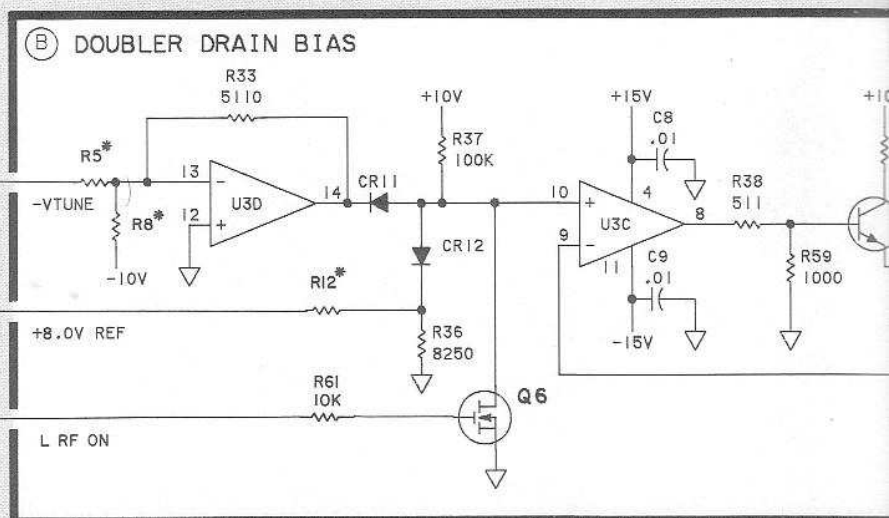 B DOUBLER DRAIN BIAS
R33
5110
+10V
+15V
+10
C8
.01
R37
100K
R5*
13
-
14
CR11
10
+
4
R38
511
U3D
U3C
8
-VTUNE
R8*
12
+
9
-
11
CR12
C9
.01
R59
1000
-10V
R12*
+8.0V REF
R36
8250
-15V
R61
10K
Q6
L RF ON